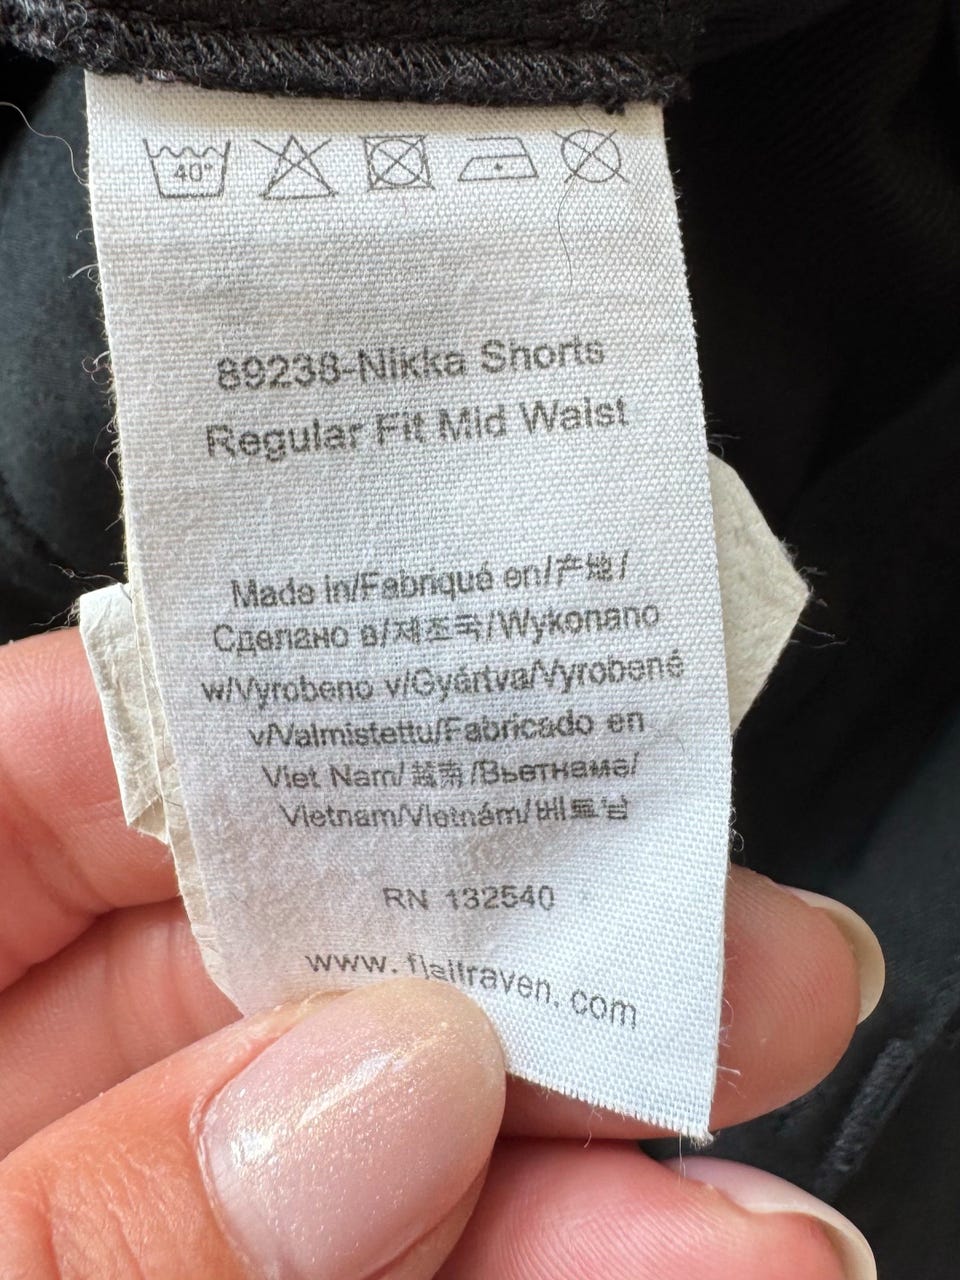 40°
89238-Nikka Shorts
Regular Fit Mid Waist
Made in/Fabriqué en/产地/
Сделано в/제조국/Wykonano
w/Vyrobeno v/Gyártva/Vyrobené
v/Valmistettu/Fabricado en
Viet Nam/越南/Вьетнама/
Vietnam/Vietnám/베트남
RN 132540
www.fjallraven.com